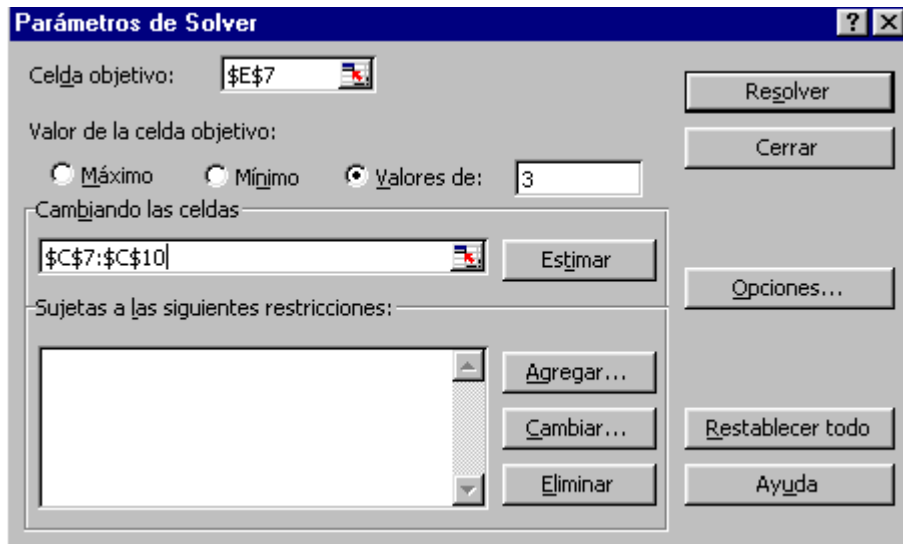 Parámetros de Solver
? X
Celda objetivo: $E$7
Resolver
Valor de la celda objetivo:
Cerrar
Máximo Mínimo Valores de: 3
Cambiando las celdas
$C$7:$C$10
Estimar
Opciones...
Sujetas a las siguientes restricciones:
Agregar...
Cambiar...
Restablecer todo
Eliminar
Ayuda